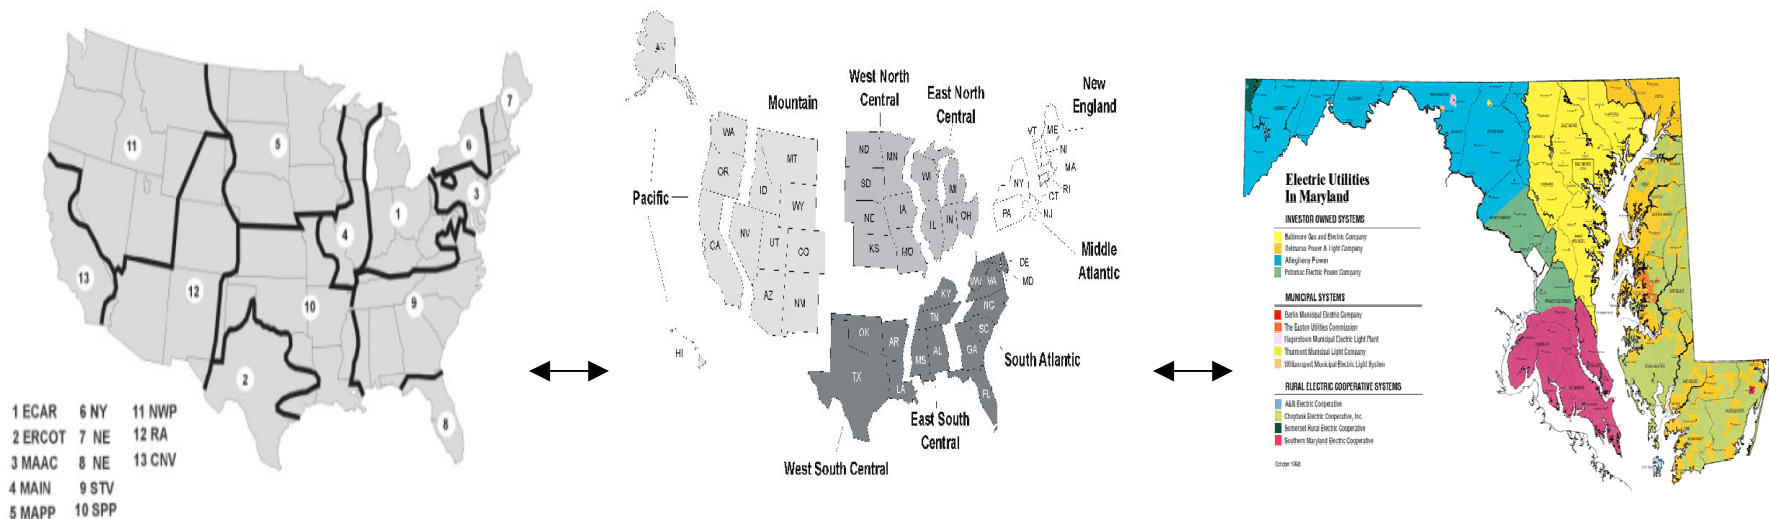 11
5
7
6
3
1
4
13
12
10
9
2
8
1 ECAR 6 NY 11 NWP
2 ERCOT 7 NE 12 RA
3 MAAC 8 NE 13 CNV
4 MAIN 9 STV
5 MAPP 10 SPP
AK
Mountain
West North
Central
East North
Central
New
England
Pacific
WA
OR
CA
HI
MT
ID
WY
NV
UT
CO
AZ
NM
ND
MN
SD
NE
IA
KS
MO
WI
MI
IL
IN
OH
VT
ME
NI
MA
RI
CT
NY
PA
NJ
Middle
Atlantic
DE
MD
WV
VA
KY
NC
TN
SC
OK
AR
MS
AL
GA
TX
LA
FL
South Atlantic
East South
Central
West South Central
Electric Utilities
In Maryland
INVESTOR OWNED SYSTEMS
Baltimore Gas and Electric Company
Delmarva Power & Light Company
Allegheny Power
Potomac Electric Power Company
MUNICIPAL SYSTEMS
Berlin Municipal Electric Company
The Easton Utilities Commission
Hagerstown Municipal Electric Light Plant
Thurmont Municipal Light Company
Williamsport Municipal Electric Light System
RURAL ELECTRIC COOPERATIVE SYSTEMS
A&N Electric Cooperative
Choptank Electric Cooperative, Inc.
Somerset Rural Electric Cooperative
Southern Maryland Electric Cooperative
October 1998